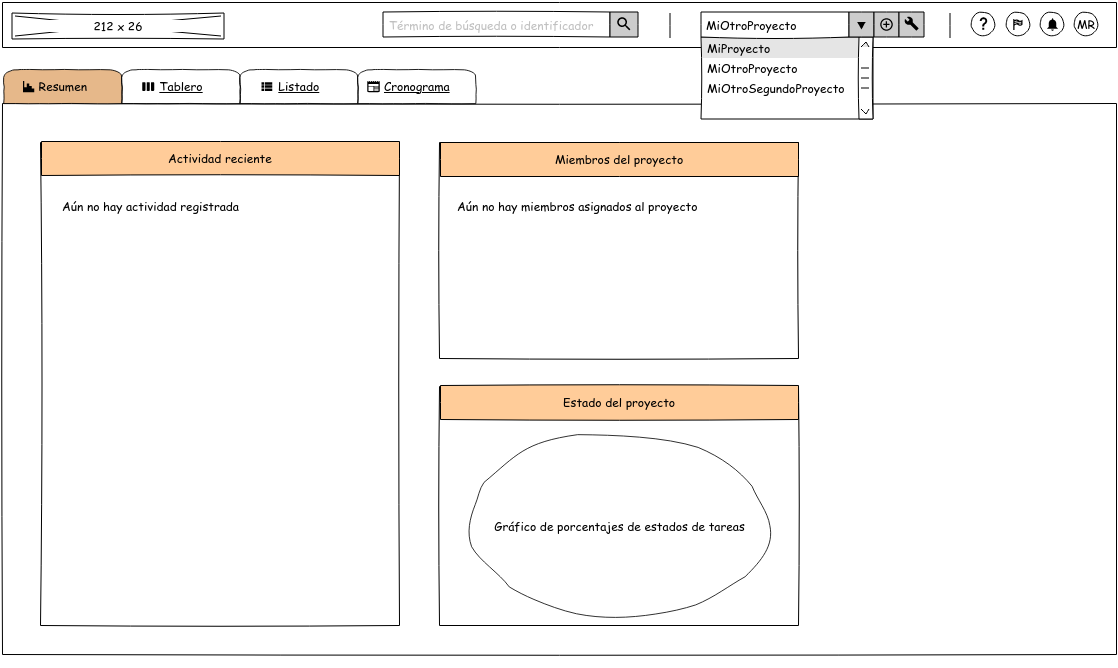 212 x 26
Término de búsqueda o identificador
MiOtroProyecto
?
MR
MiProyecto
MiOtroProyecto
MiOtroSegundoProyecto
Resumen
Tablero
Listado
Cronograma
Actividad reciente
Aún no hay actividad registrada
Miembros del proyecto
Aún no hay miembros asignados al proyecto
Estado del proyecto
Gráfico de porcentajes de estados de tareas